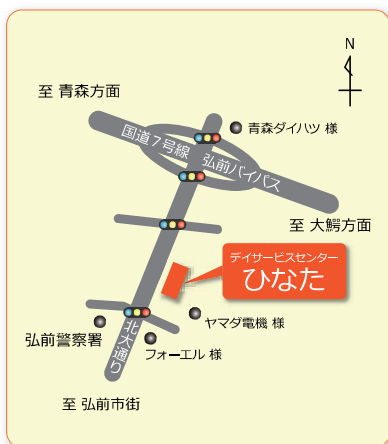 N
至 青森方面
青森ダイハツ 様
国道7号線 弘前バイパス
至 大鰐方面
デイサービスセンター
ひなた
ヤマダ電機 様
弘前警察署
フォーエル 様
北大通り
至 弘前市街